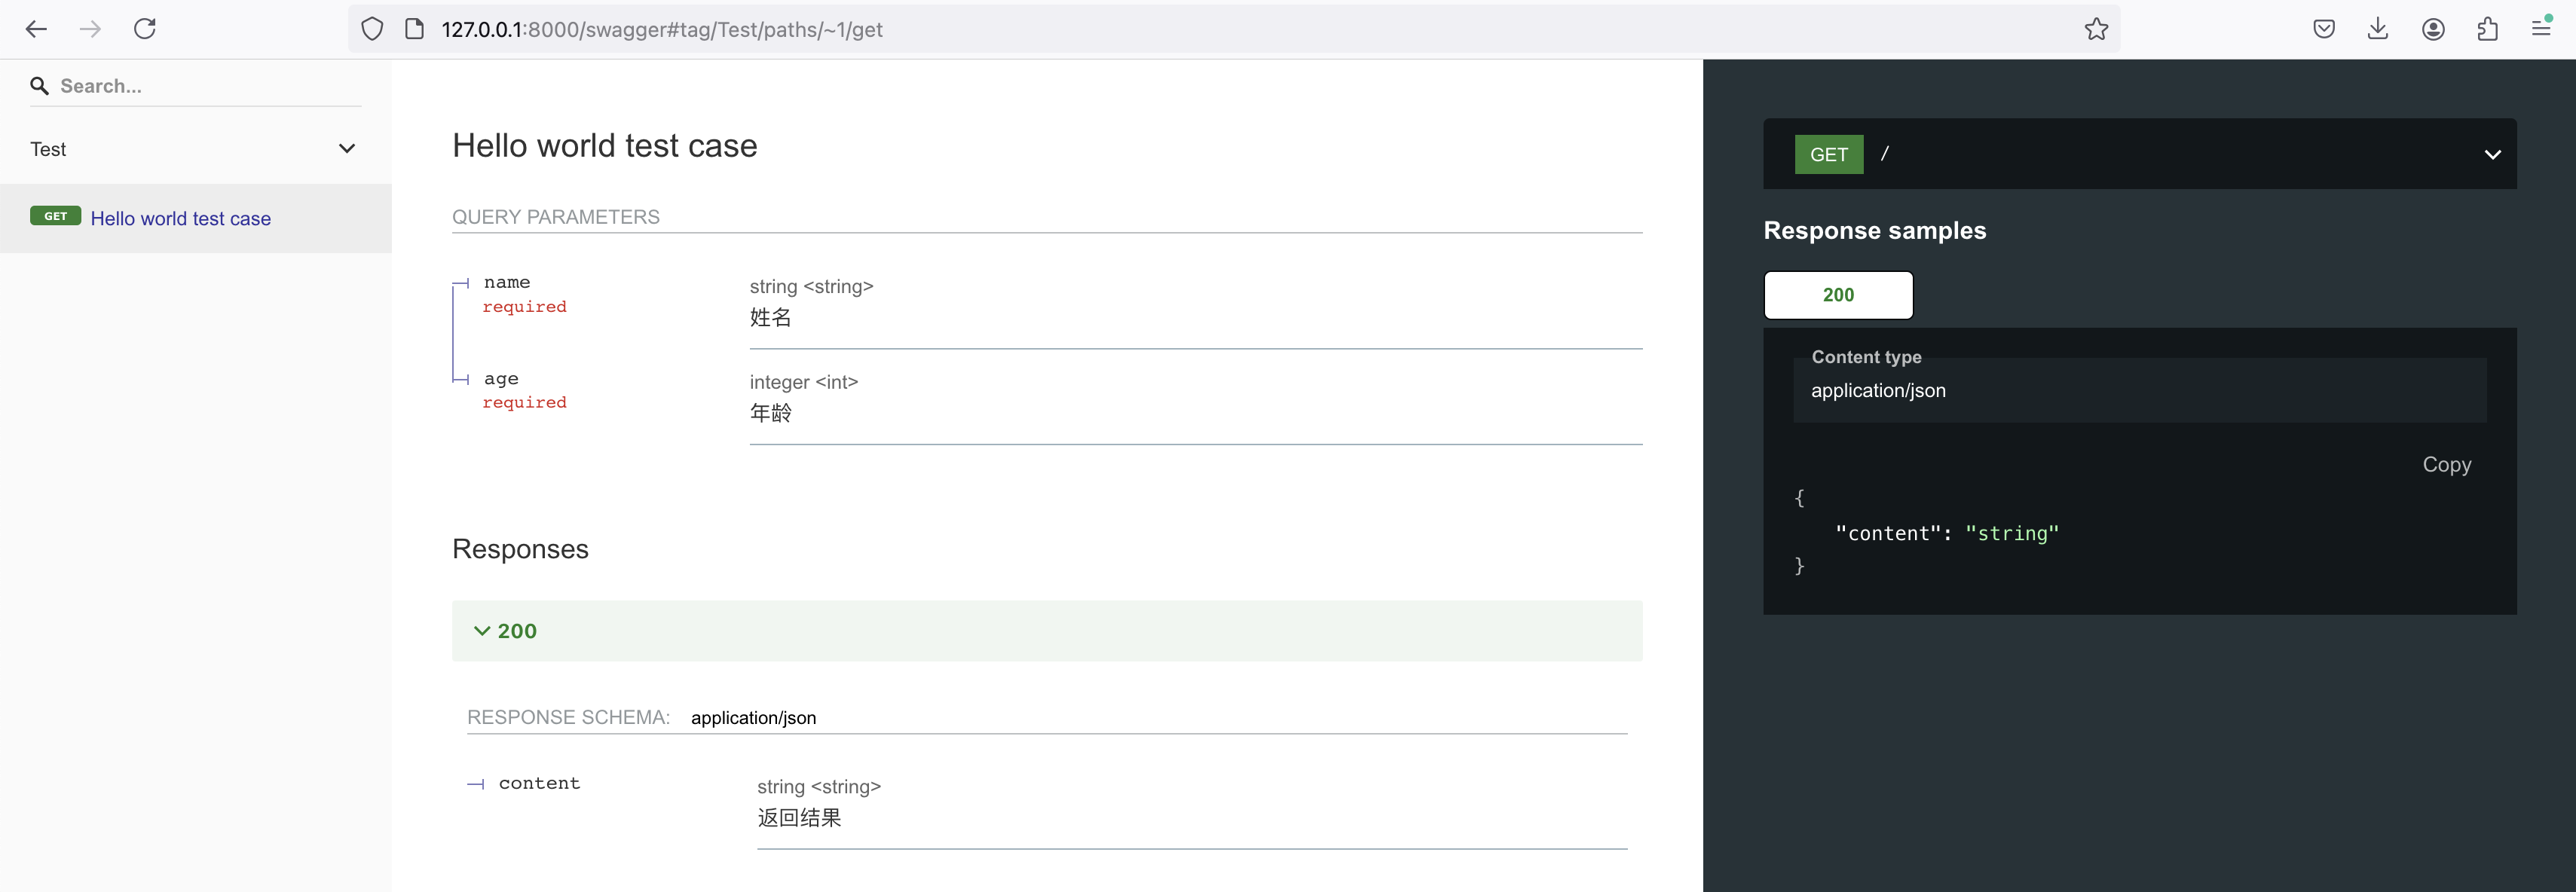 127.0.0.1:8000/swagger#tag/Test/paths/~1/get
Search...
Test
GET Hello world test case
Hello world test case
QUERY PARAMETERS
name
required
string <string>
姓名
age
required
integer <int>
年龄
Responses
200
RESPONSE SCHEMA: application/json
content
string <string>
返回结果
GET /
Response samples
200
Content type
application/json
Copy
{
"content": "string"
}